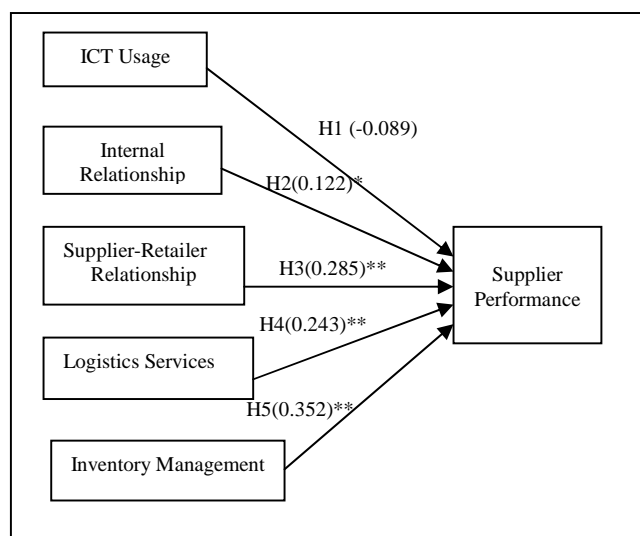 ICT Usage
H1 (-0.089)
Internal
Relationship
H2(0.122)*
Supplier-Retailer
Relationship
H3(0.285)**
Supplier
Performance
H4(0.243)**
Logistics Services
H5(0.352)**
Inventory Management